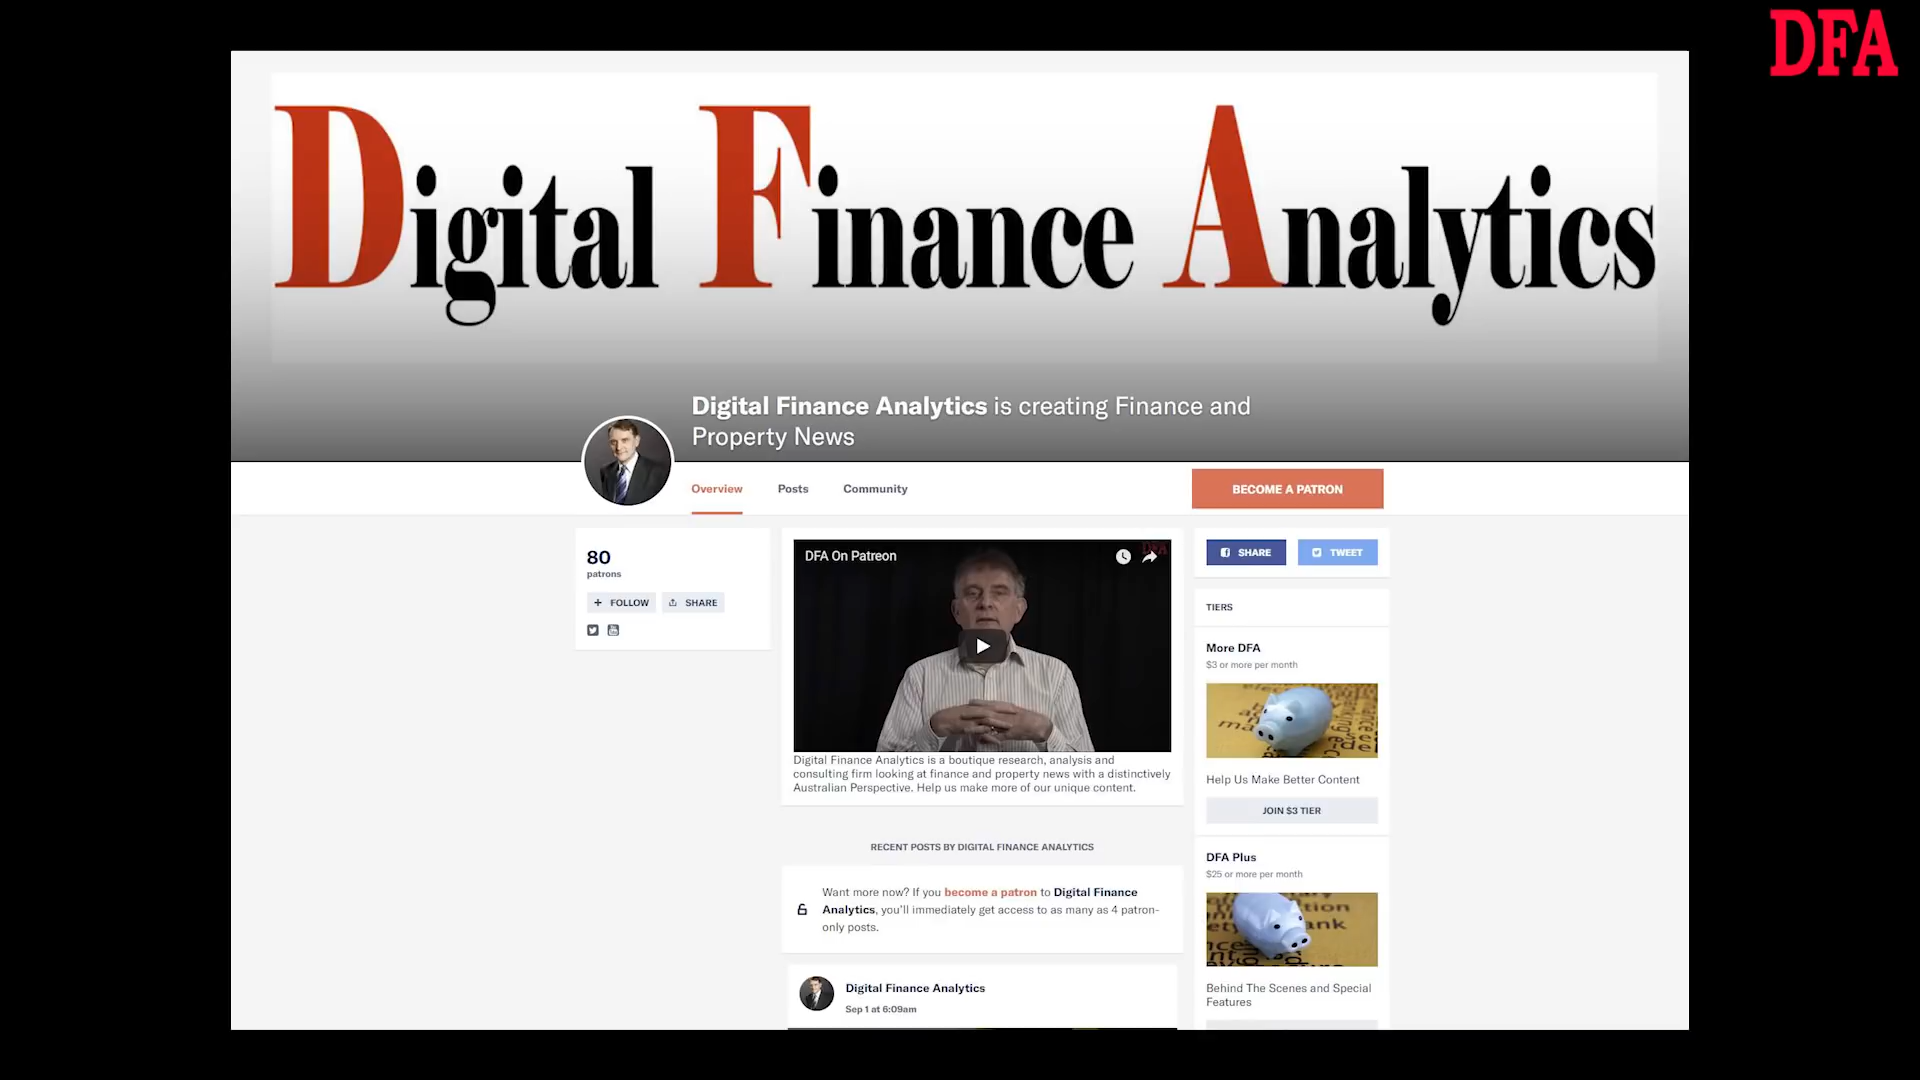 DFA
Digital Finance Analytics
Digital Finance Analytics is creating Finance and
Property News
Overview
Posts
Community
BECOME A PATRON
80
patrons
FOLLOW
SHARE
DFA On Patreon
Digital Finance Analytics is a boutique research, analysis and
consulting firm looking at finance and property news with a distinctively
Australian Perspective. Help us make more of our unique content.
RECENT POSTS BY DIGITAL FINANCE ANALYTICS
Want more now? If you become a patron to Digital Finance
Analytics, you'll immediately get access to as many as 4 patron-
only posts.
Digital Finance Analytics
Sep 1 at 6:09am
SHARE
TWEET
TIERS
More DFA
$3 or more per month
Help Us Make Better Content
JOIN $3 TIER
DFA Plus
$25 or more per month
Behind The Scenes and Special
Features